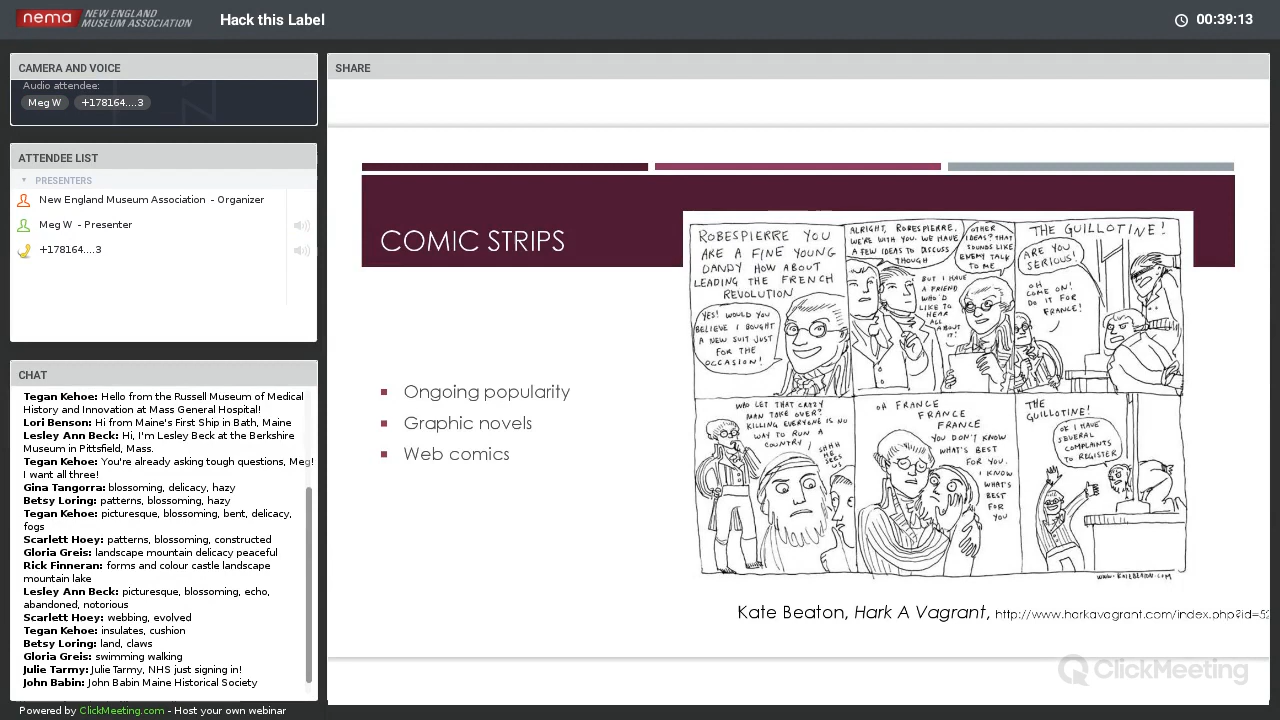 nema NEW ENGLAND
MUSEUM ASSOCIATION
Hack this Label
00:39:13
CAMERA AND VOICE
Audio attendee:
Meg W
+178164....3
ATTENDEE LIST
PRESENTERS
New England Museum Association - Organizer
Meg W - Presenter
+178164....3
CHAT
Tegan Kehoe: Hello from the Russell Museum of Medical
History and Innovation at Mass General Hospital!
Lori Benson: Hi from Maine's First Ship in Bath, Maine
Lesley Ann Beck: Hi, I'm Lesley Beck at the Berkshire
Museum in Pittsfield, Mass.
Tegan Kehoe: You're already asking tough questions, Meg!
I want all three!
Gina Tangorra: blossoming, delicacy, hazy
Betsy Loring: patterns, blossoming, hazy
Tegan Kehoe: picturesque, blossoming, bent, delicacy,
fogs
Scarlett Hoey: patterns, blossoming, constructed
Gloria Greis: landscape mountain delicacy peaceful
Rick Finneran: forms and colour castle landscape
mountain lake
Lesley Ann Beck: picturesque, blossoming, echo,
abandoned, notorious
Scarlett Hoey: webbing, evolved
Tegan Kehoe: insulates, cushion
Betsy Loring: land, claws
Gloria Greis: swimming walking
Julie Tarmy: Julie Tarmy, NHS just signing in!
John Babin: John Babin Maine Historical Society
Powered by ClickMeeting.com - Host your own webinar
SHARE
COMIC STRIPS
Ongoing popularity
Graphic novels
Web comics
ROBESPIERRE YOU
ARE A FINE YOUNG
DANDY HOW ABOUT
LEADING THE FRENCH
REVOLUTION
YES! WOULD YOU
BELIEVE I BOUGHT
A NEW SUIT JUST
FOR THE
OCCASION!
ALRIGHT, ROBESPIERRE,
WE'RE WITH YOU. WE HAVE
A FEW IDEAS TO DISCUSS
THOUGH
OTHER
IDEAS? THAT
SOUNDS LIKE
ENEMY TALK
TO ME
BUT I HAVE
A FRIEND
WHO'D
LIKE TO
HEAR
ALL
ABOUT
IT!
THE GUILLOTINE!
ARE YOU
SERIOUS!
OH
COME ON!
DO IT FOR
FRANCE!
WHO LET THAT CRAZY
MAN TAKE OVER?
KILLING EVERYONE IS NO
WAY TO RUN A
COUNTRY!
SHHH
HE
SEES
US
OH FRANCE
FRANCE
FRANCE
YOU DON'T KNOW
WHAT'S BEST
FOR YOU.
I KNOW
WHAT'S
BEST
FOR
YOU
THE
GUILLOTINE!
OK I HAVE
SEVERAL
COMPLAINTS
TO REGISTER
WWW.KATEBEATON.COM
Kate Beaton, Hark A Vagrant, http://www.harkavagrant.com/index.php?id=52
ClickMeeting